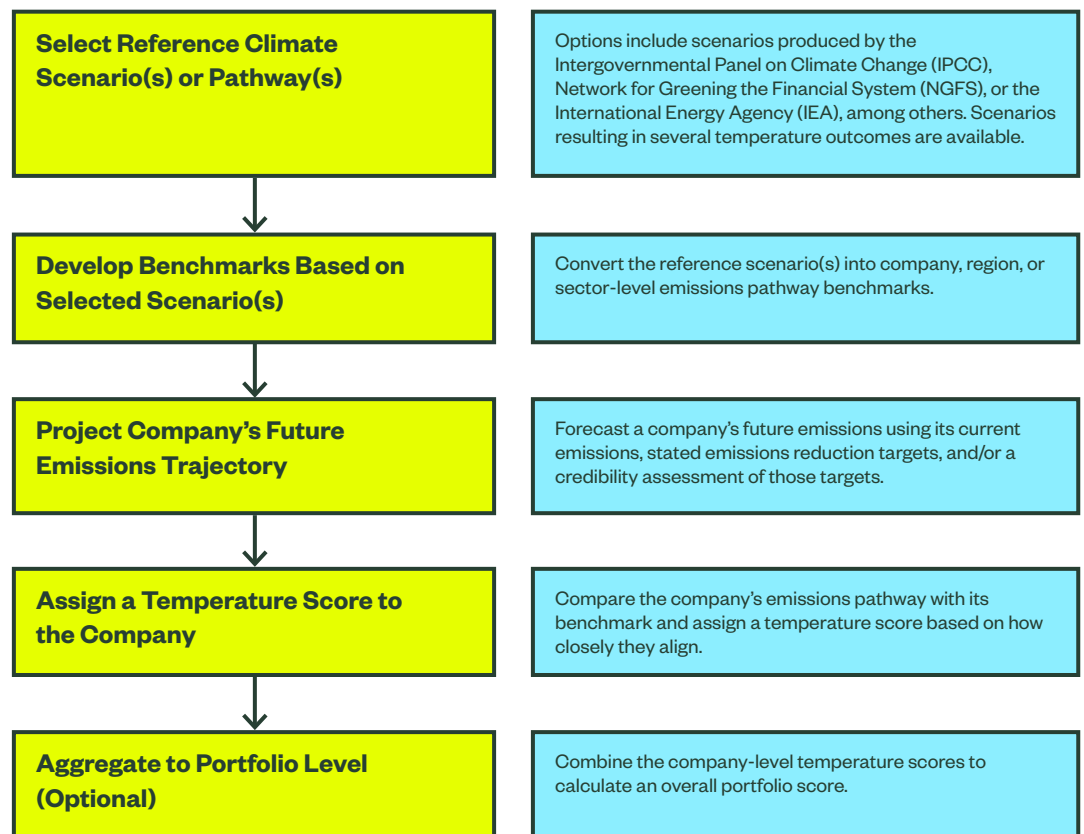 Select Reference Climate
Scenario(s) or Pathway(s)
Options include scenarios produced by the
Intergovernmental Panel on Climate Change (IPCC),
Network for Greening the Financial System (NGFS), or the
International Energy Agency (IEA), among others. Scenarios
resulting in several temperature outcomes are available.
Develop Benchmarks Based on
Selected Scenario(s)
Convert the reference scenario(s) into company, region, or
sector-level emissions pathway benchmarks.
Project Company’s Future
Emissions Trajectory
Forecast a company’s future emissions using its current
emissions, stated emissions reduction targets, and/or a
credibility assessment of those targets.
Assign a Temperature Score to
the Company
Compare the company’s emissions pathway with its
benchmark and assign a temperature score based on how
closely they align.
Aggregate to Portfolio Level
(Optional)
Combine the company-level temperature scores to
calculate an overall portfolio score.